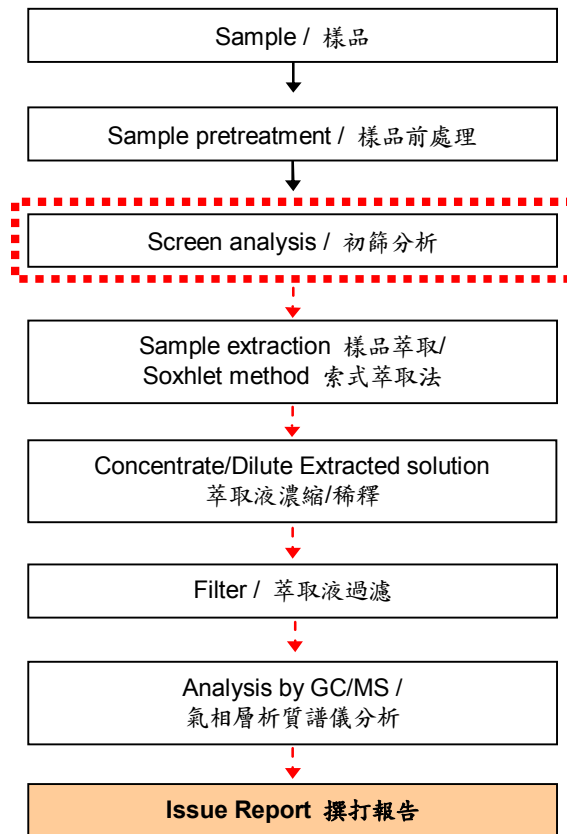 Sample / 樣品
Sample pretreatment / 樣品前處理
Screen analysis / 初篩分析
Sample extraction 樣品萃取/
Soxhlet method 索式萃取法
Concentrate/Dilute Extracted solution
萃取液濃縮/稀釋
Filter / 萃取液過濾
Analysis by GC/MS /
氣相層析質譜儀分析
Issue Report 撰打報告